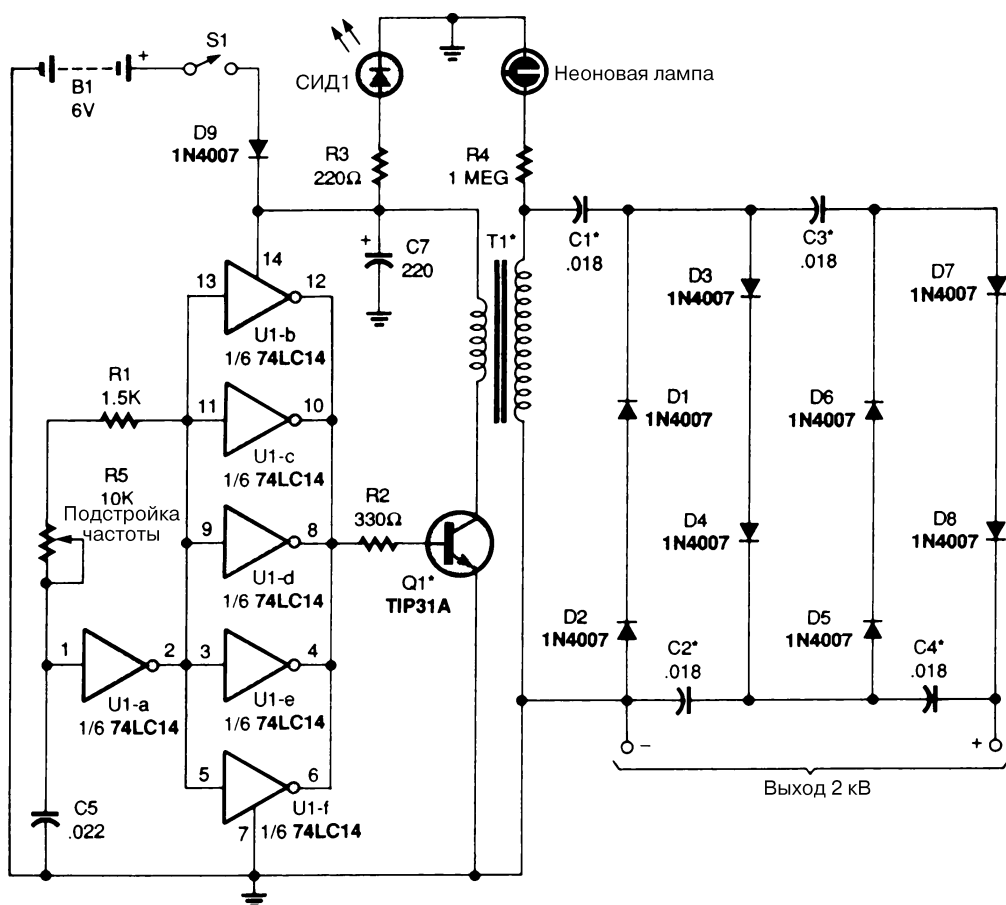 S1
+
B1
6V
СИД1
Неоновая лампа
D9
1N4007
R3
220Ω
R4
1 MEG
+
C7
220
T1*
C1*
.018
C3*
.018
14
13
12
U1-b
1/6 74LC14
D3
1N4007
D7
1N4007
R1
1.5K
11
10
U1-c
1/6 74LC14
D1
1N4007
D6
1N4007
R5
10K
Подстройка
частоты
9
8
U1-d
1/6 74LC14
R2
330Ω
Q1*
TIP31A
D4
1N4007
D8
1N4007
1
2
U1-a
1/6 74LC14
3
4
U1-e
1/6 74LC14
D2
1N4007
D5
1N4007
C2*
.018
C4*
.018
5
6
U1-f
7
1/6 74LC14
C5
.022
–
+
Выход 2 кВ